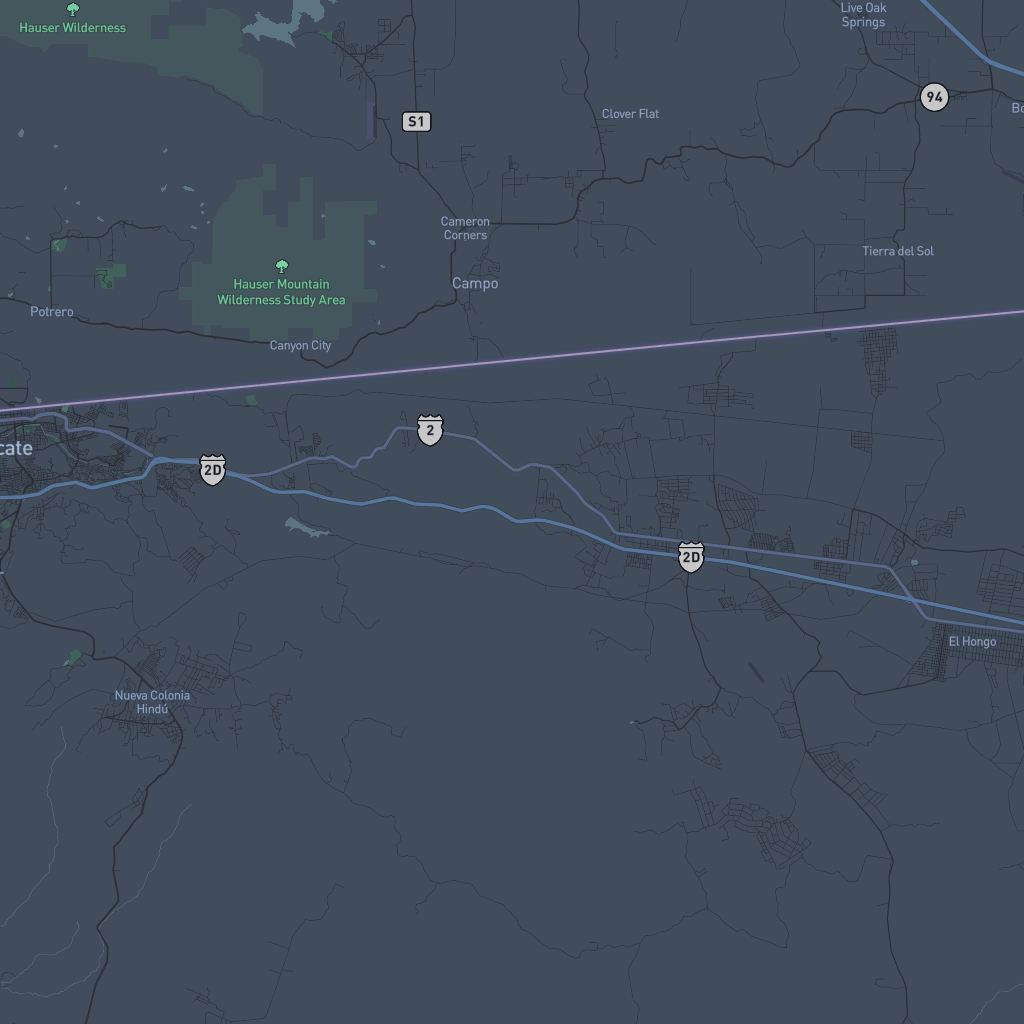 Hauser Wilderness
Live Oak
Springs
94
S1
Clover Flat
Cameron
Corners
Tierra del Sol
Hauser Mountain
Wilderness Study Area
Campo
Potrero
Canyon City
2
cate
2D
2D
El Hongo
Nueva Colonia
Hindú